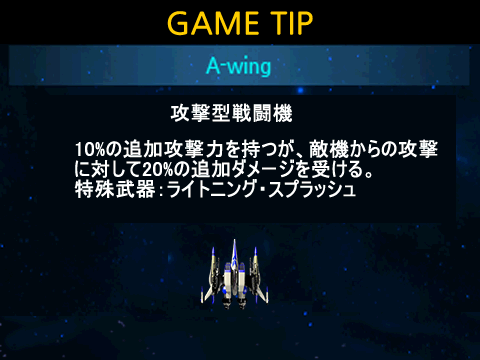 GAME TIP
A-wing
攻撃型戦闘機
10%の追加攻撃力を持つが、敵機からの攻撃
に対して20%の追加ダメージを受ける。
特殊武器:ライトニング・スプラッシュ